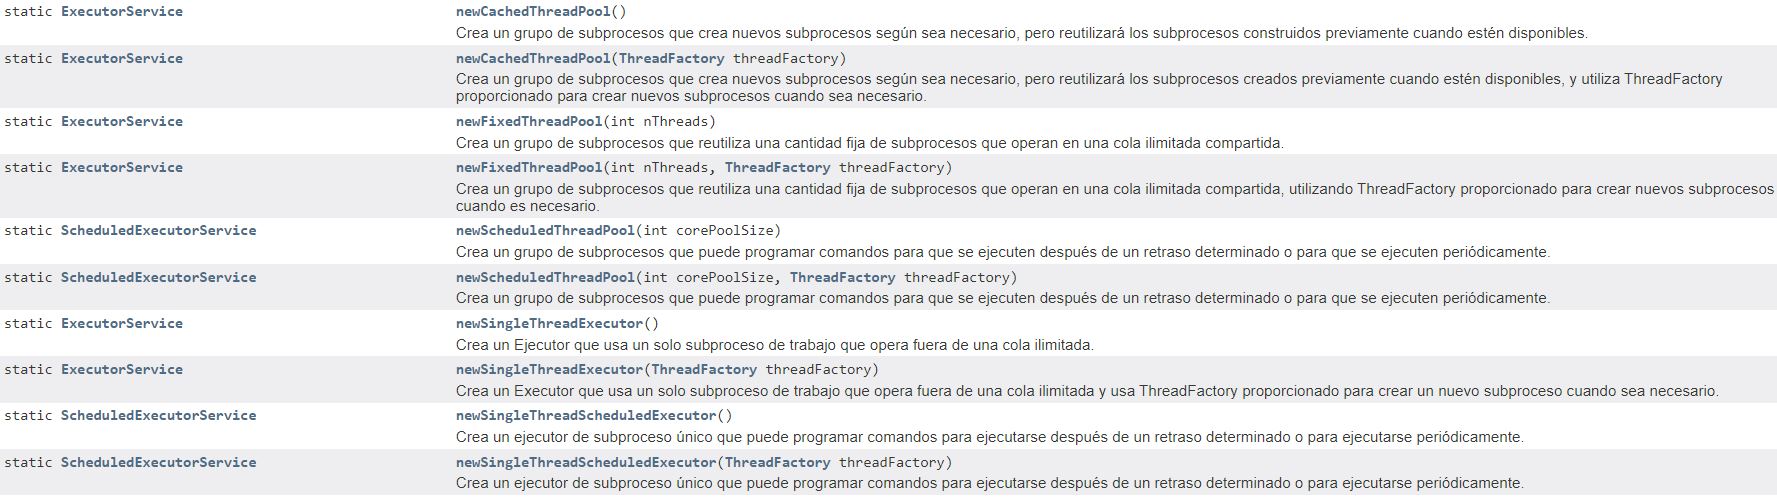 static ExecutorService newCachedThreadPool()
Crea un grupo de subprocesos que crea nuevos subprocesos según sea necesario, pero reutilizará los subprocesos construidos previamente cuando estén disponibles.
static ExecutorService newCachedThreadPool(ThreadFactory threadFactory)
Crea un grupo de subprocesos que crea nuevos subprocesos según sea necesario, pero reutilizará los subprocesos creados previamente cuando estén disponibles, y utiliza ThreadFactory
proporcionado para crear nuevos subprocesos cuando sea necesario.
static ExecutorService newFixedThreadPool(int nThreads)
Crea un grupo de subprocesos que reutiliza una cantidad fija de subprocesos que operan en una cola ilimitada compartida.
static ExecutorService newFixedThreadPool(int nThreads, ThreadFactory threadFactory)
Crea un grupo de subprocesos que reutiliza una cantidad fija de subprocesos que operan en una cola ilimitada compartida, utilizando ThreadFactory proporcionado para crear nuevos subprocesos
cuando es necesario.
static ScheduledExecutorService newScheduledThreadPool(int corePoolSize)
Crea un grupo de subprocesos que puede programar comandos para que se ejecuten después de un retraso determinado o para que se ejecuten periódicamente.
static ScheduledExecutorService newScheduledThreadPool(int corePoolSize, ThreadFactory threadFactory)
Crea un grupo de subprocesos que puede programar comandos para que se ejecuten después de un retraso determinado o para que se ejecuten periódicamente.
static ExecutorService newSingleThreadExecutor()
Crea un Ejecutor que usa un solo subproceso de trabajo que opera fuera de una cola ilimitada.
static ExecutorService newSingleThreadExecutor(ThreadFactory threadFactory)
Crea un Executor que usa un solo subproceso de trabajo que opera fuera de una cola ilimitada y usa ThreadFactory proporcionado para crear un nuevo subproceso cuando sea necesario.
static ScheduledExecutorService newSingleThreadScheduledExecutor()
Crea un ejecutor de subproceso único que puede programar comandos para ejecutarse después de un retraso determinado o para ejecutarse periódicamente.
static ScheduledExecutorService newSingleThreadScheduledExecutor(ThreadFactory threadFactory)
Crea un ejecutor de subproceso único que puede programar comandos para ejecutarse después de un retraso determinado o para ejecutarse periódicamente.